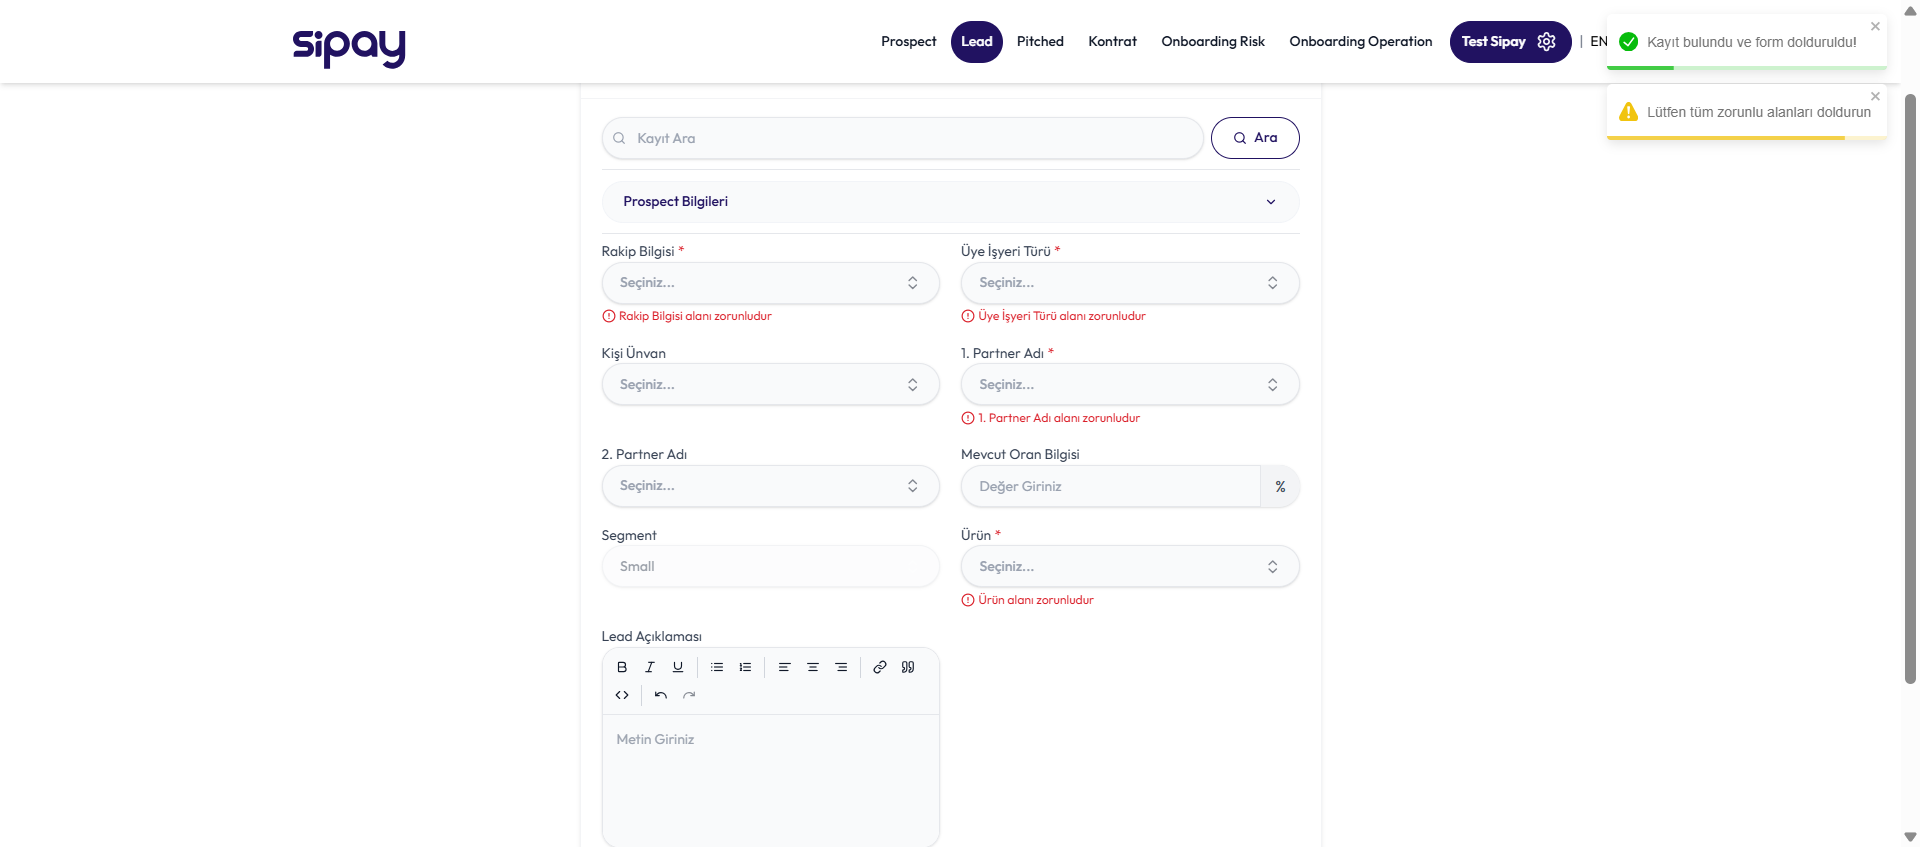 sipay
Prospect
Lead
Pitched
Kontrat
Onboarding Risk
Onboarding Operation
Test Sipay
| EN
Kayıt bulundu ve form dolduruldu!
Lütfen tüm zorunlu alanları doldurun
Kayıt Ara
Ara
Prospect Bilgileri
Rakip Bilgisi *
Üye İşyeri Türü *
Seçiniz...
Seçiniz...
Rakip Bilgisi alanı zorunludur
Üye İşyeri Türü alanı zorunludur
Kişi Ünvan
1. Partner Adı *
Seçiniz...
Seçiniz...
1. Partner Adı alanı zorunludur
2. Partner Adı
Mevcut Oran Bilgisi
Seçiniz...
Değer Giriniz
%
Segment
Ürün *
Small
Seçiniz...
Ürün alanı zorunludur
Lead Açıklaması
Metin Giriniz